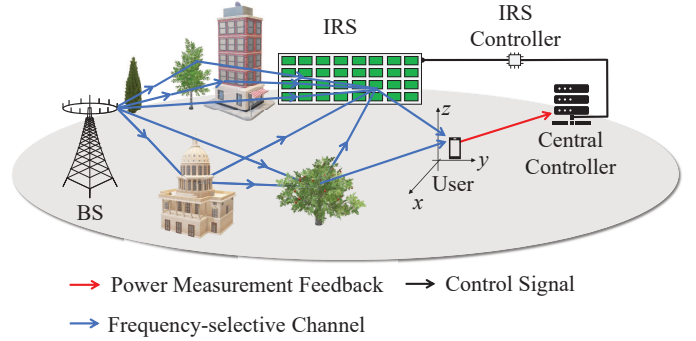 IRS
IRS
Controller
z
y
x
User
Central
Controller
BS
Power Measurement Feedback
Control Signal
Frequency-selective Channel